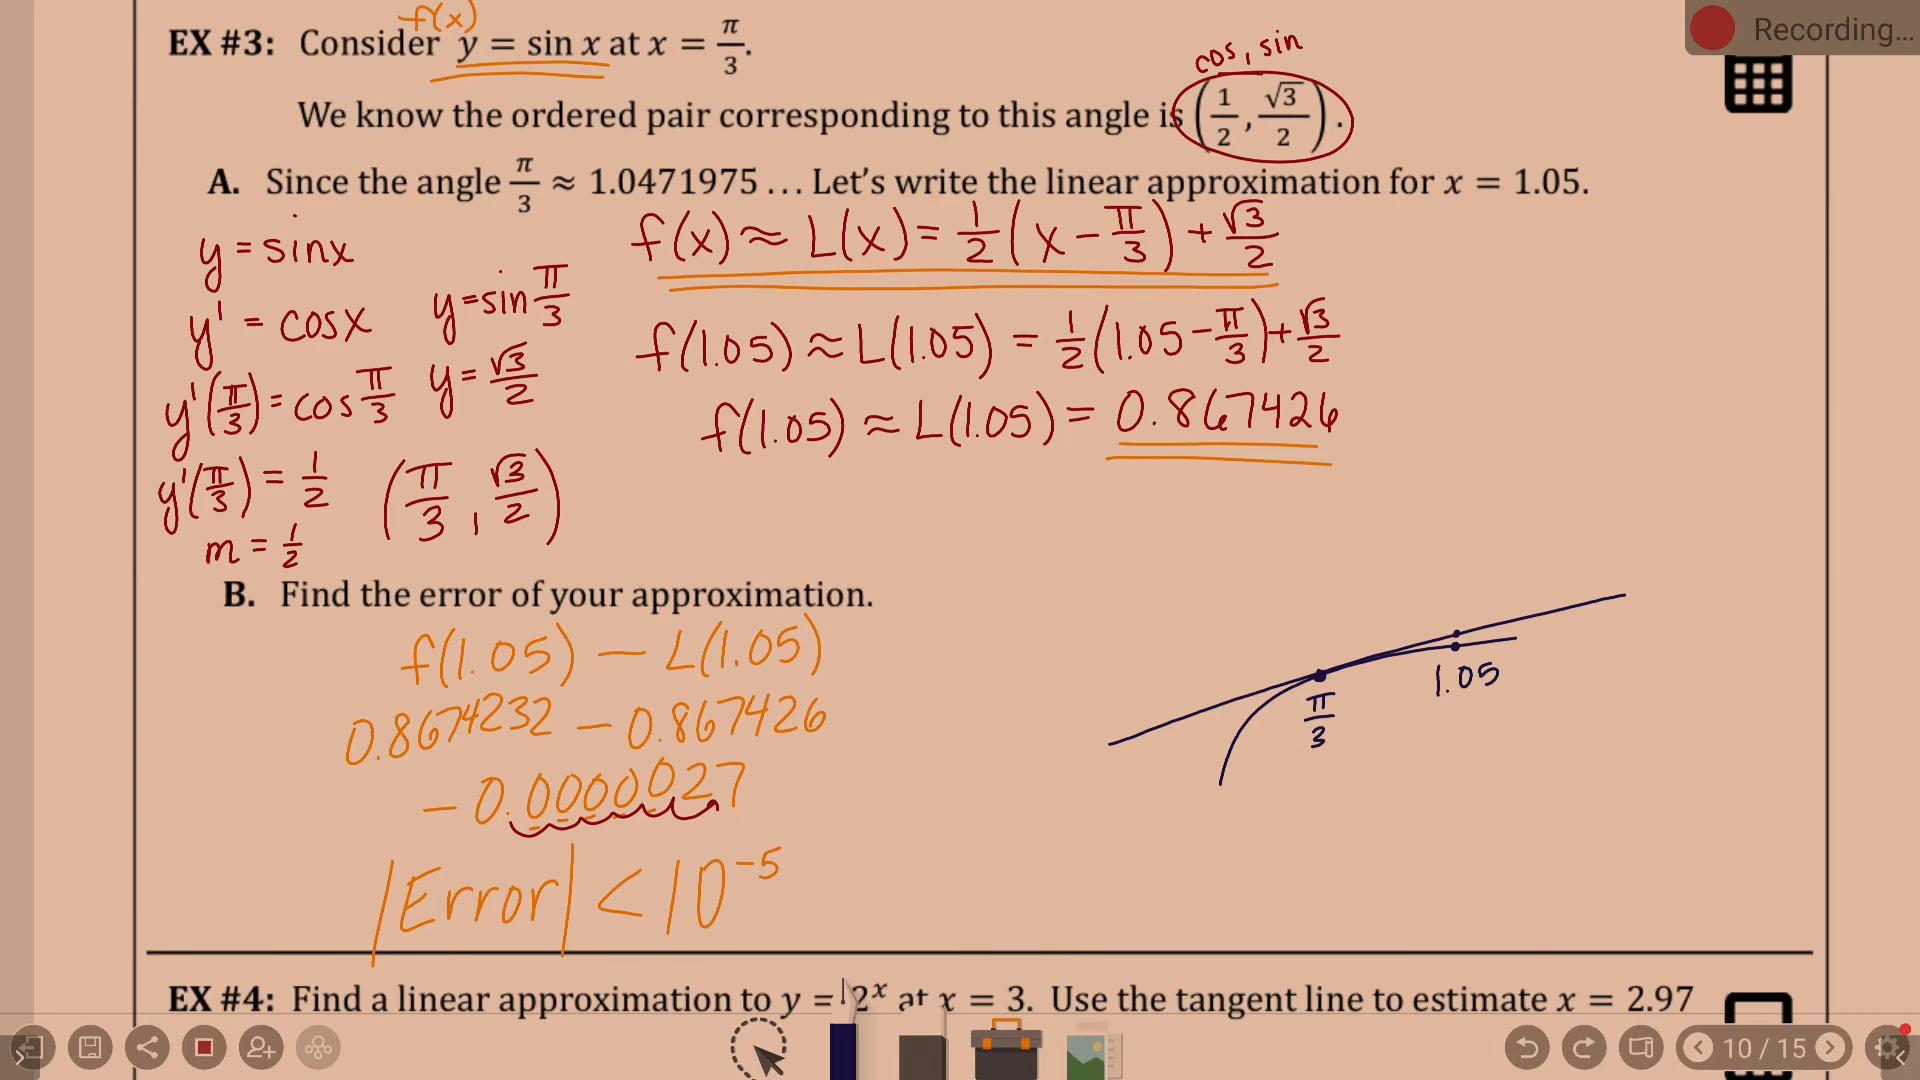 Recording...
f(x)
EX #3: Consider y = sin x at x = π/3.
cos, sin
We know the ordered pair corresponding to this angle is (1/2, √3/2).
A. Since the angle π/3 ≈ 1.0471975 … Let's write the linear approximation for x = 1.05.
y = sinx
y' = cosx
y'(π/3) = cos π/3
y'(π/3) = 1/2
m = 1/2
y = sin π/3
y = √3/2
(π/3, √3/2)
f(x) ≈ L(x) = 1/2(x − π/3) + √3/2
f(1.05) ≈ L(1.05) = 1/2(1.05 − π/3) + √3/2
f(1.05) ≈ L(1.05) = 0.867426
B. Find the error of your approximation.
f(1.05) − L(1.05)
0.8674232 − 0.867426
−0.0000027
|Error| < 10⁻⁵
π/3
1.05
EX #4: Find a linear approximation to y = 2ˣ at x = 3. Use the tangent line to estimate x = 2.97
10 / 15